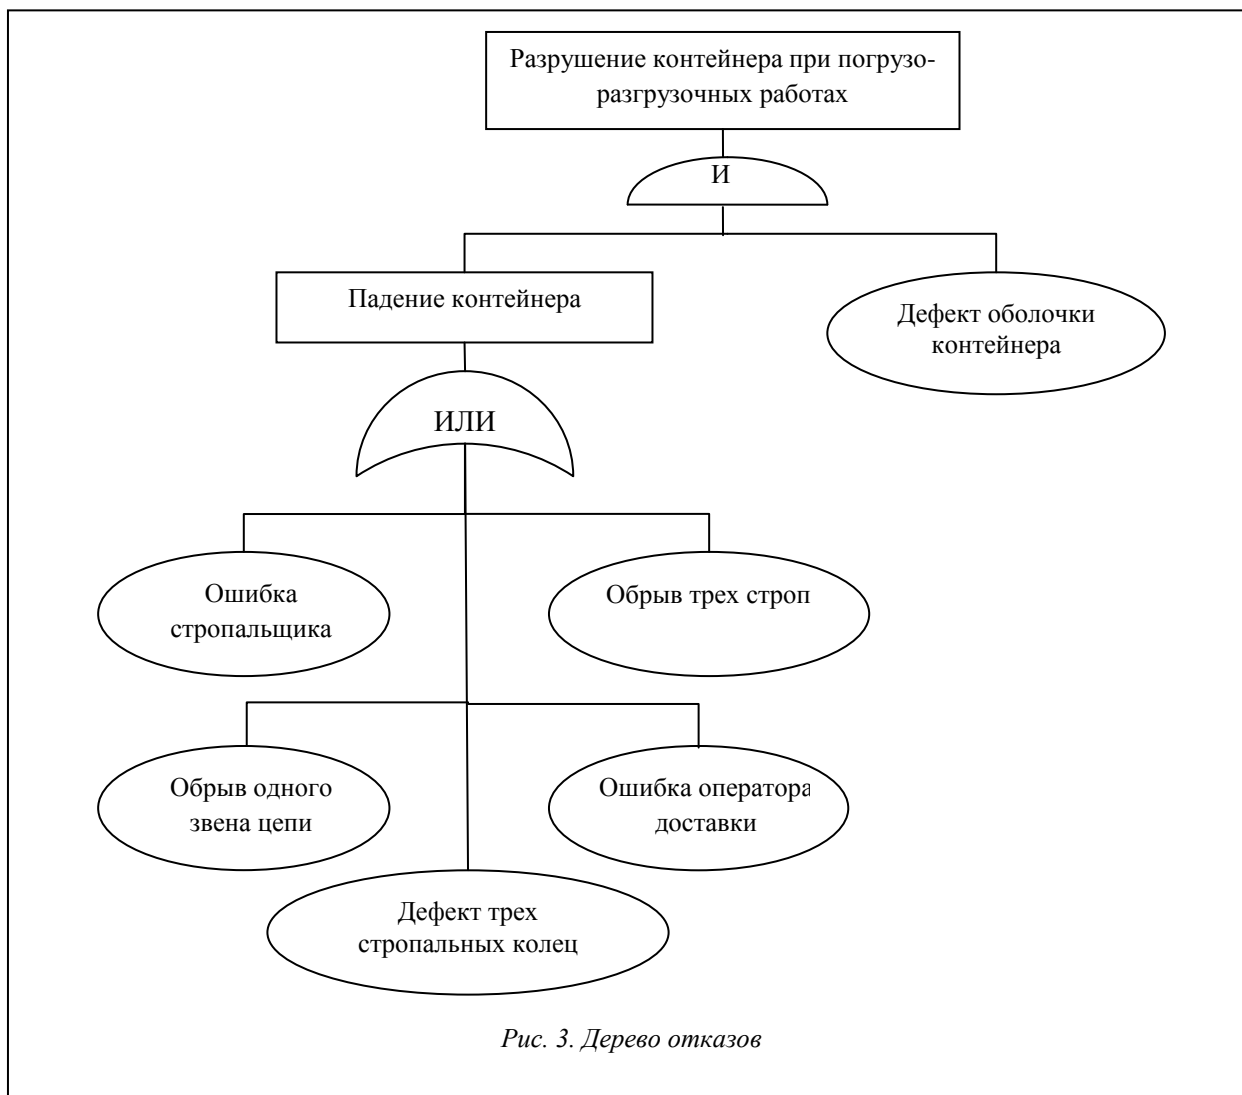 Разрушение контейнера при погрузо-
разгрузочных работах
И
Падение контейнера
Дефект оболочки
контейнера
ИЛИ
Ошибка
стропальщика
Обрыв трех строп
Обрыв одного
звена цепи
Ошибка оператора
доставки
Дефект трех
стропальных колец
Рис. 3. Дерево отказов